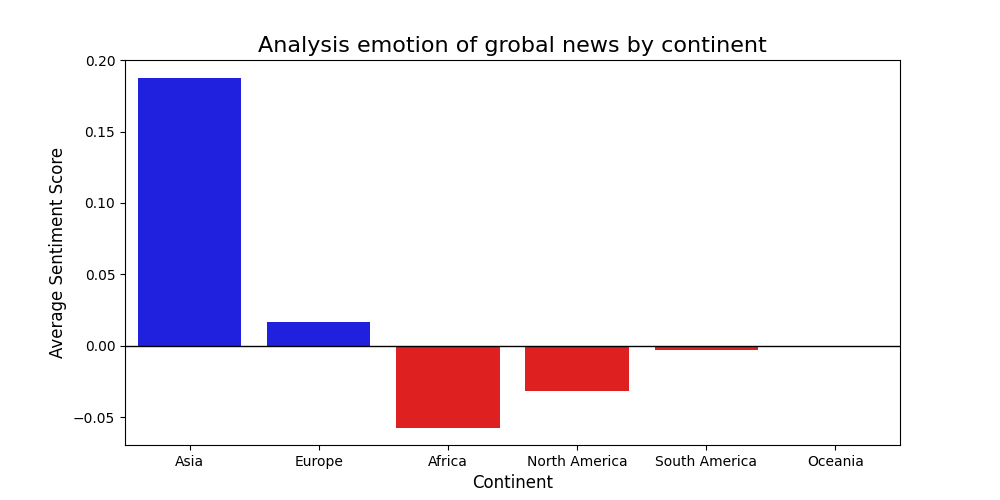 Analysis emotion of grobal news by continent
0.20
0.15
0.10
0.05
0.00
−0.05
Average Sentiment Score
Asia Europe Africa North America South America Oceania
Continent